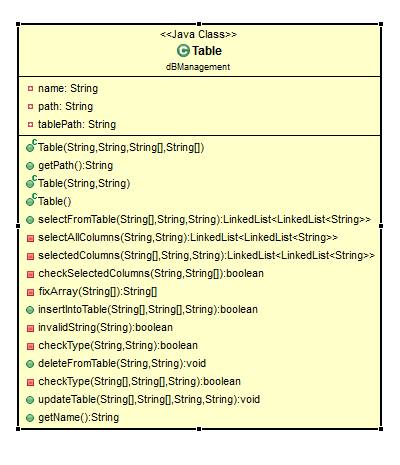 <<Java Class>>
C Table
dBManagement
name: String
path: String
tablePath: String
C Table(String,String,String[],String[])
getPath():String
C Table(String,String)
C Table()
selectFromTable(String[],String,String):LinkedList<LinkedList<String>>
selectAllColumns(String,String):LinkedList<LinkedList<String>>
selectedColumns(String[],String,String):LinkedList<LinkedList<String>>
checkSelectedColumns(String,String[]):boolean
fixArray(String[]):String[]
insertIntoTable(String[],String[],String):boolean
invalidString(String):boolean
checkType(String,String):boolean
deleteFromTable(String,String):void
checkType(String[],String[],String):boolean
updateTable(String[],String[],String,String):void
getName():String